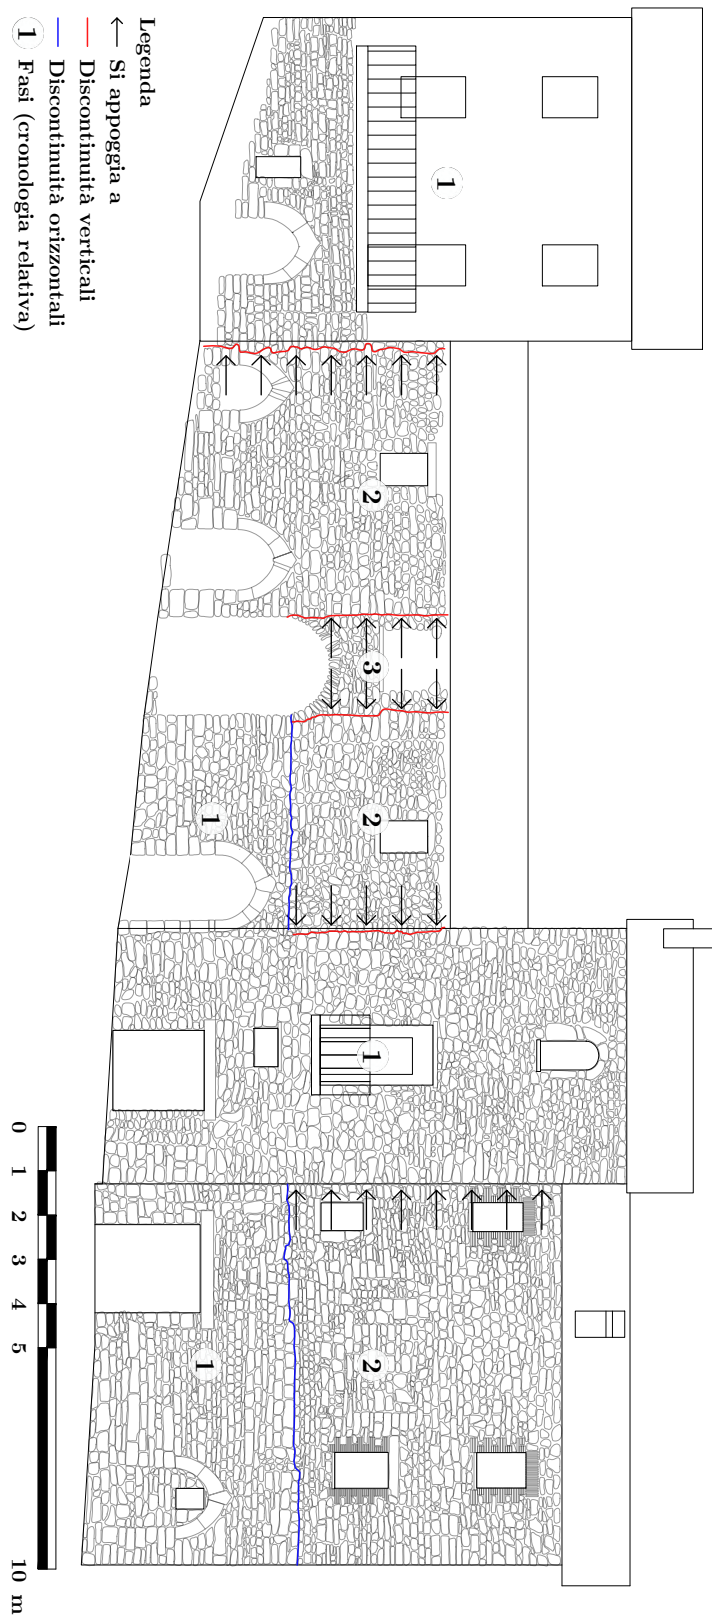 Legenda
Si appoggia a
Discontinuità verticali
Discontinuità orizzontali
1 Fasi (cronologia relativa)
1
2
3
2
1
1
2
1
0 1 2 3 4 5 10 m